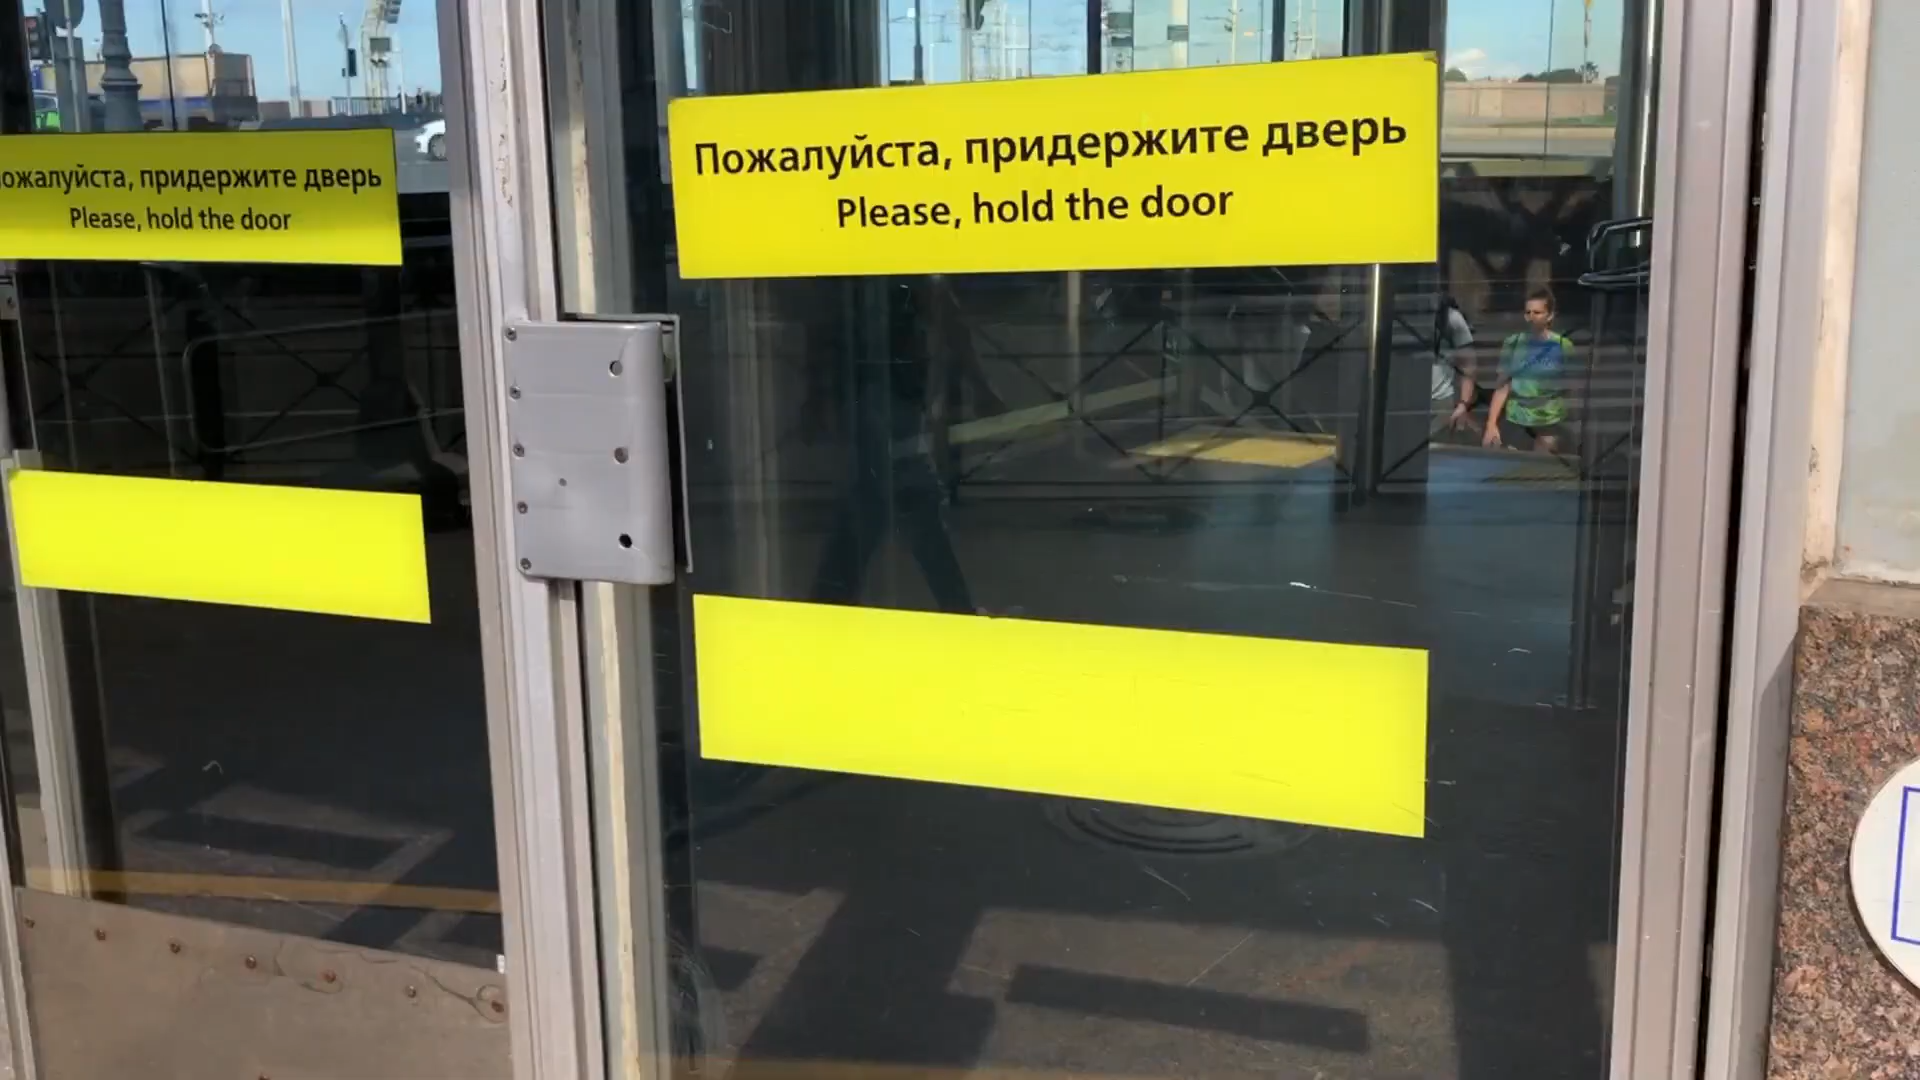 ожалуйста, придержите дверь
Please, hold the door
Пожалуйста, придержите дверь
Please, hold the door